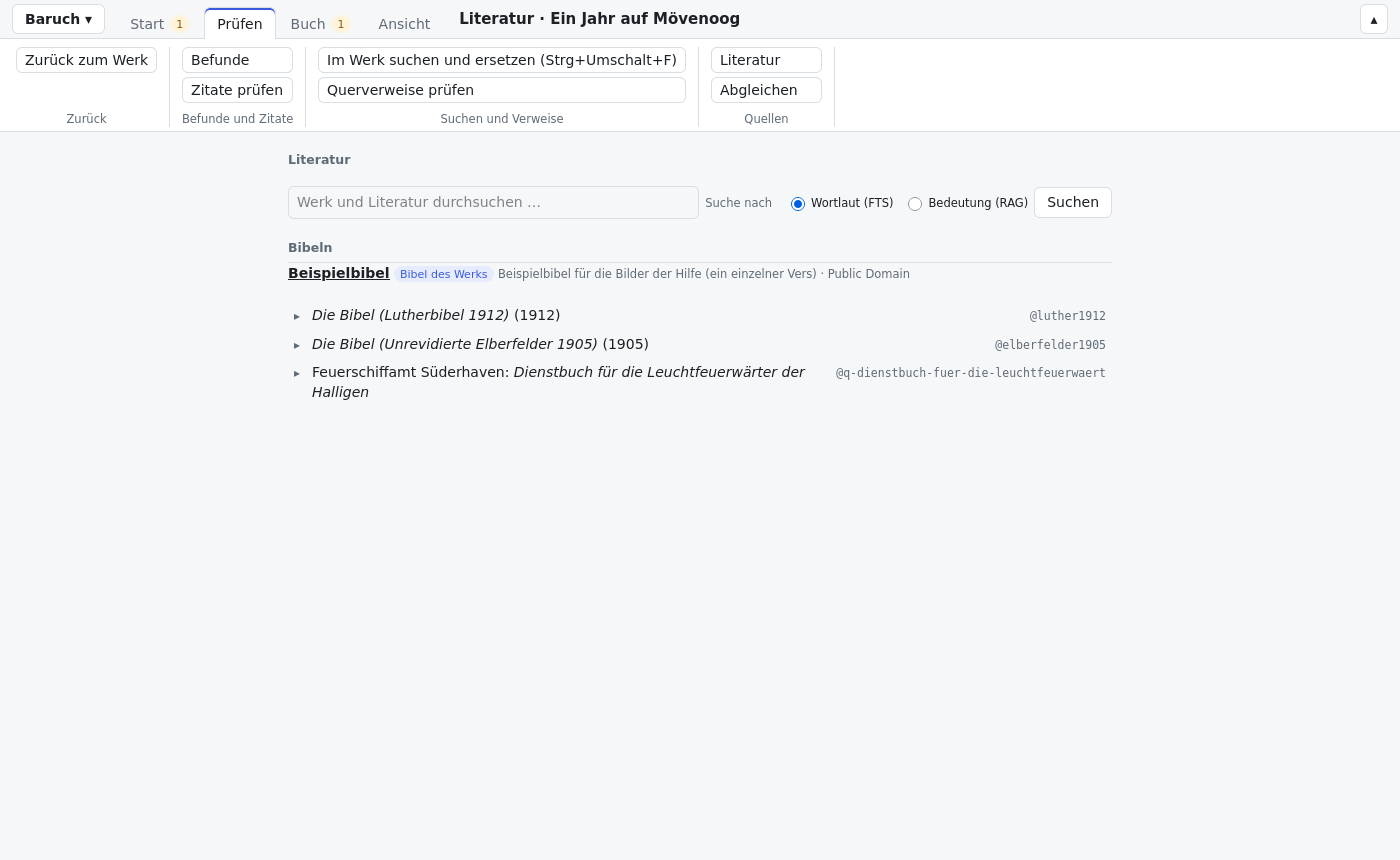 Baruch ▾
Start 1
Prüfen
Buch 1
Ansicht
Literatur · Ein Jahr auf Mövenoog
▴
Zurück zum Werk
Zurück
Befunde
Zitate prüfen
Befunde und Zitate
Im Werk suchen und ersetzen (Strg+Umschalt+F)
Querverweise prüfen
Suchen und Verweise
Literatur
Abgleichen
Quellen
Literatur
Werk und Literatur durchsuchen …
Suche nach
Wortlaut (FTS)
Bedeutung (RAG)
Suchen
Bibeln
Beispielbibel Bibel des Werks Beispielbibel für die Bilder der Hilfe (ein einzelner Vers) · Public Domain
▸ Die Bibel (Lutherbibel 1912) (1912) @luther1912
▸ Die Bibel (Unrevidierte Elberfelder 1905) (1905) @elberfelder1905
▸ Feuerschiffamt Süderhaven: Dienstbuch für die Leuchtfeuerwärter der @q-dienstbuch-fuer-die-leuchtfeuerwaert
Halligen